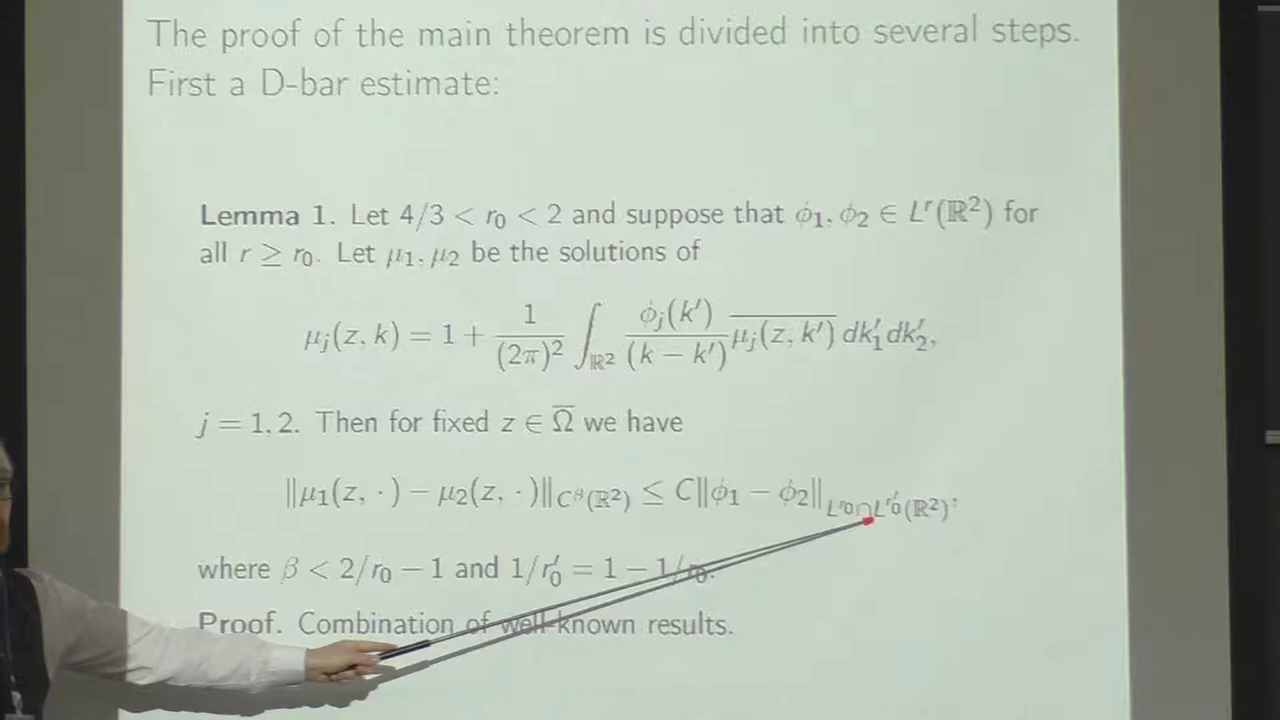 The proof of the main theorem is divided into several steps.
First a D-bar estimate:
Lemma 1. Let 4/3 < r₀ < 2 and suppose that ϕ₁, ϕ₂ ∈ Lʳ(ℝ²) for
all r ≥ r₀. Let μ₁, μ₂ be the solutions of
μⱼ(z, k) = 1 + 1/(2π)² ∫_ℝ² ϕⱼ(k′)/(k − k′) \overline{μⱼ(z, k′)} dk′₁dk′₂,
j = 1, 2. Then for fixed z ∈ \overline{Ω} we have
‖μ₁(z, ·) − μ₂(z, ·)‖_{C^β(ℝ²)} ≤ C‖ϕ₁ − ϕ₂‖_{L^{r₀}∩L^{r′₀}(ℝ²)},
where β < 2/r₀ − 1 and 1/r′₀ = 1 − 1/r₀.
Proof. Combination of well-known results.